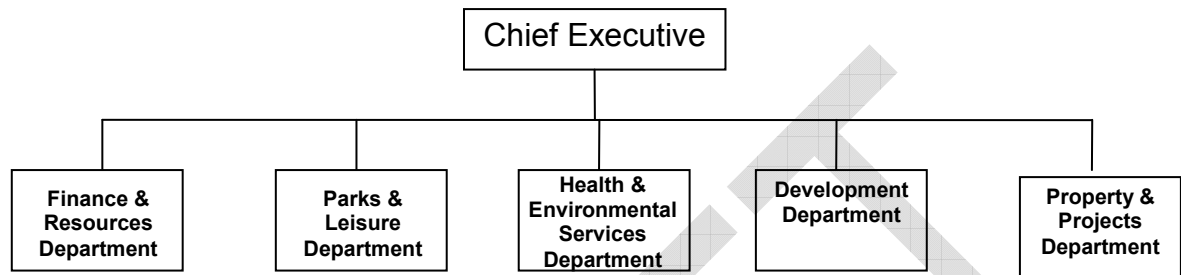 Chief Executive
Finance &
Resources
Department
Parks &
Leisure
Department
Health &
Environmental
Services
Department
Development
Department
Property &
Projects
Department